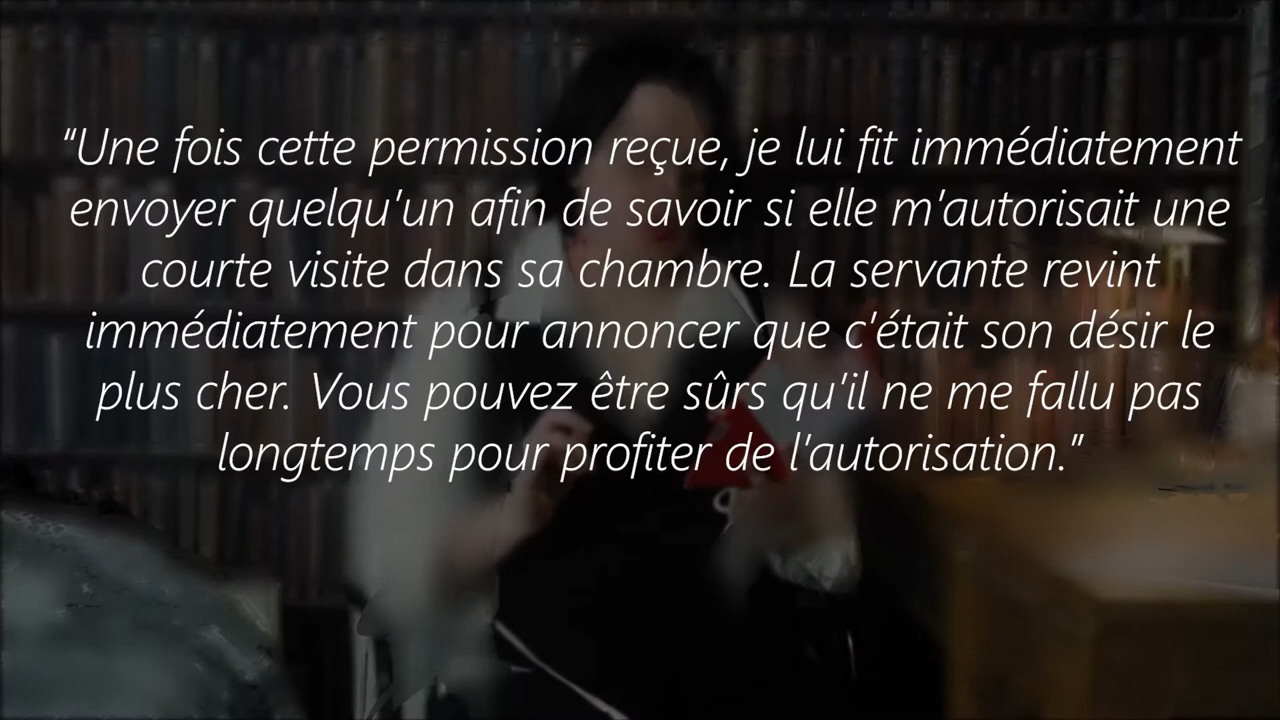 “Une fois cette permission reçue, je lui fit immédiatement
envoyer quelqu'un afin de savoir si elle m'autorisait une
courte visite dans sa chambre. La servante revint
immédiatement pour annoncer que c'était son désir le
plus cher. Vous pouvez être sûrs qu'il ne me fallu pas
longtemps pour profiter de l'autorisation.”